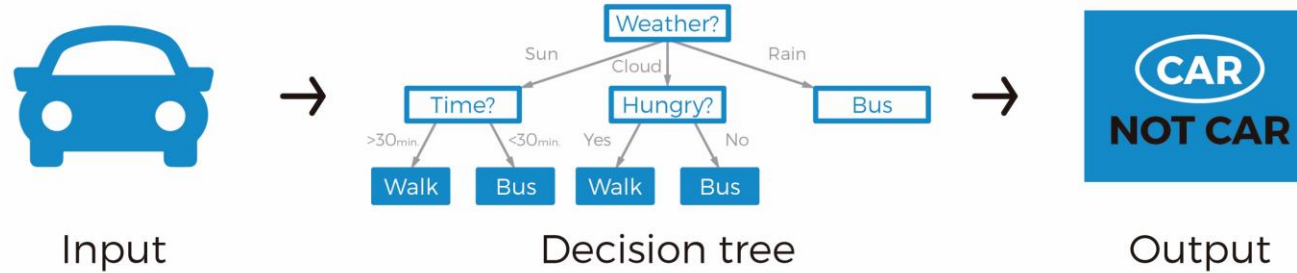 Weather?
Sun
Cloud
Rain
Time?
Hungry?
Bus
>30min.
<30min.
Yes
No
Walk
Bus
Walk
Bus
CAR
NOT CAR
Input
Decision tree
Output